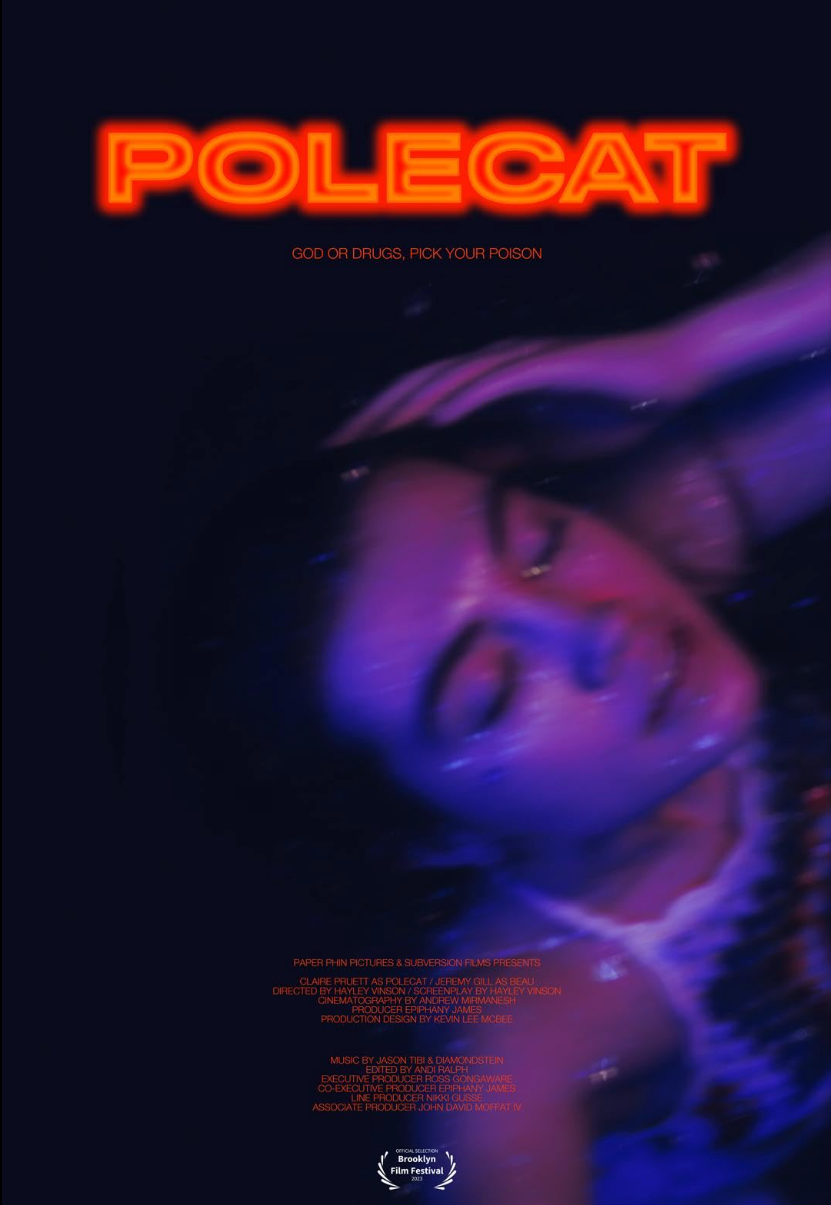 POLECAT
GOD OR DRUGS, PICK YOUR POISON
PAPER PHIN PICTURES & SUBVERSION FILMS PRESENTS
CLAIRE PRUETT AS POLECAT / JEREMY GILL AS BEAU
DIRECTED BY HAYLEY VINSON / SCREENPLAY BY HAYLEY VINSON
CINEMATOGRAPHY BY ANDREW MIRMANESH
PRODUCER EPIPHANY JAMES
PRODUCTION DESIGN BY KEVIN LEE MCBEE
MUSIC BY JASON TIBI & DIAMONDSTEIN
EDITED BY ANDI RALPH
EXECUTIVE PRODUCER ROSS GONGAWARE
CO-EXECUTIVE PRODUCER EPIPHANY JAMES
LINE PRODUCER NIKKI GUSSE
ASSOCIATE PRODUCER JOHN DAVID MOFFAT IV
OFFICIAL SELECTION
Brooklyn
Film Festival
2023